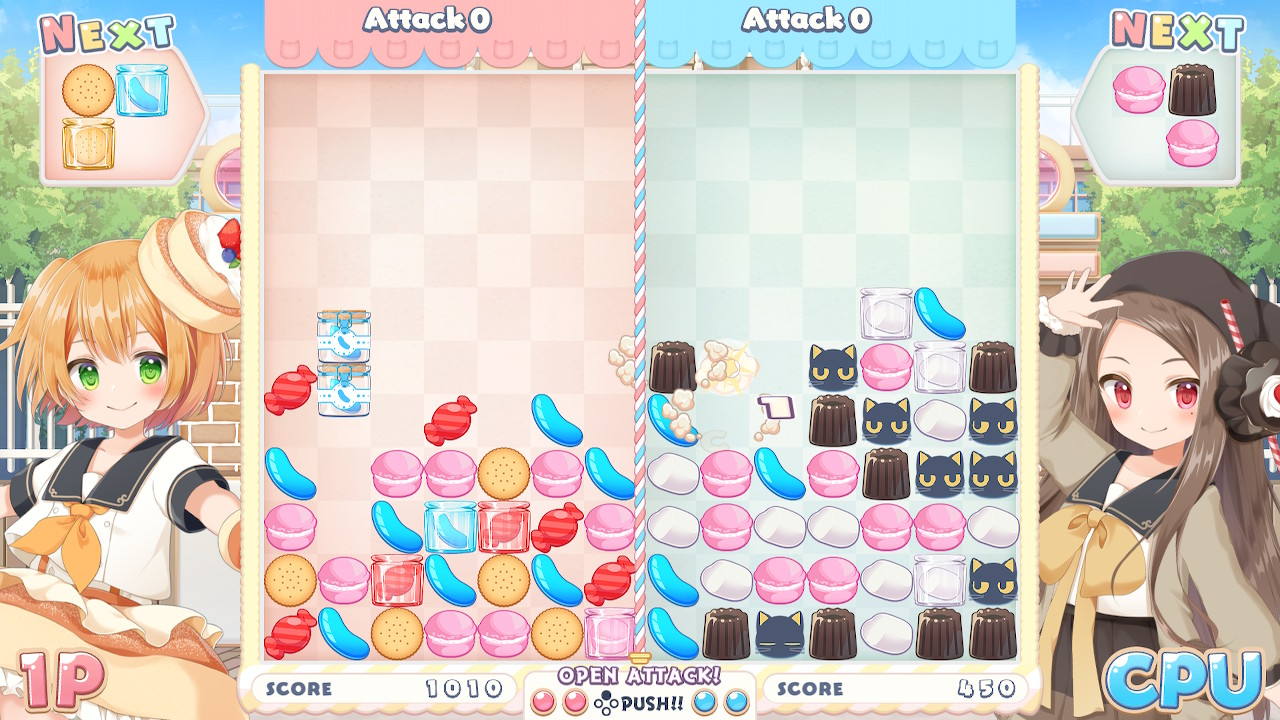 NEXT
Attack 0
Attack 0
NEXT
1P
SCORE 1010
OPEN ATTACK!
PUSH!!
SCORE 450
CPU